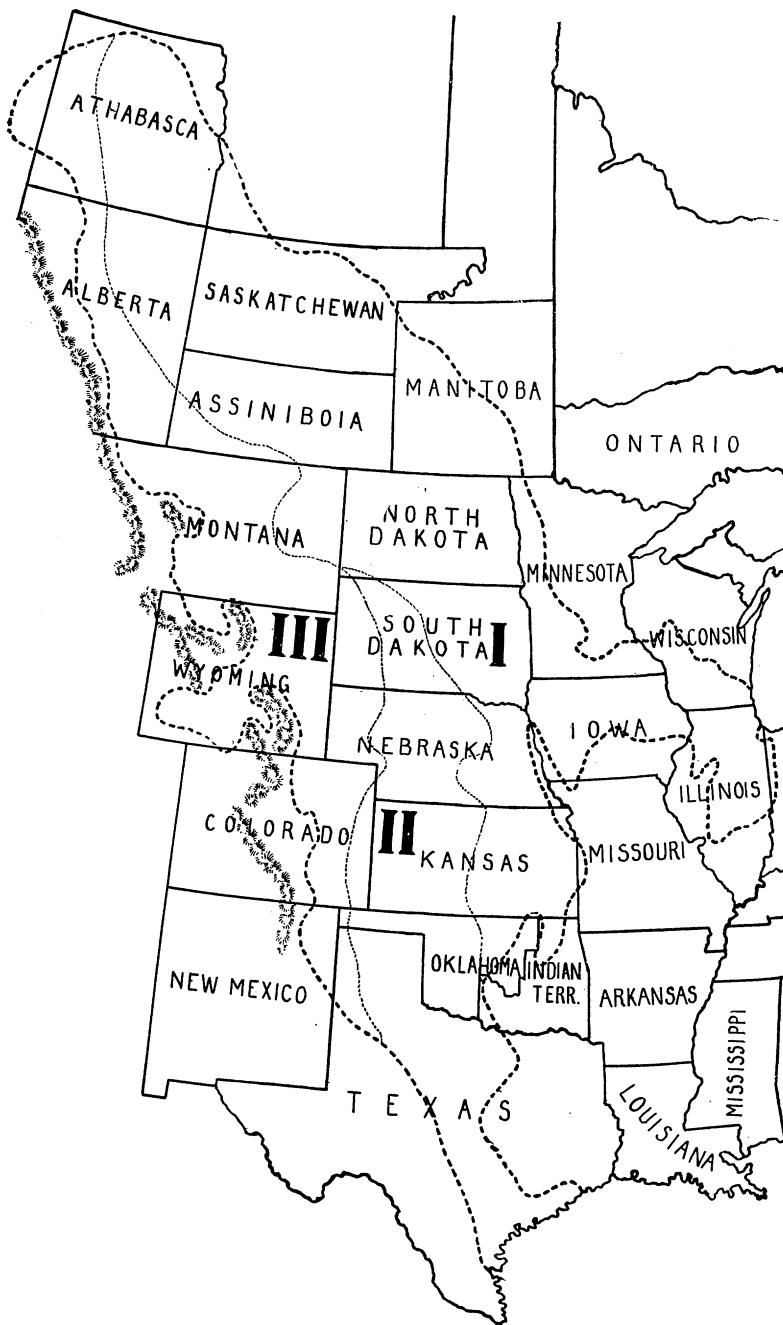 ATHABASCA
ALBERTA
SASKATCHEWAN
ASSINIBOIA
MANITOBA
ONTARIO
MONTANA
NORTH
DAKOTA
MINNESOTA
WISCONSIN
SOUTH
DAKOTA
I
III
WYOMING
NEBRASKA
IOWA
ILLINOIS
COLORADO
II
KANSAS
MISSOURI
NEW MEXICO
OKLAHOMA
INDIAN
TERR.
ARKANSAS
MISSISSIPPI
TEXAS
LOUISIANA